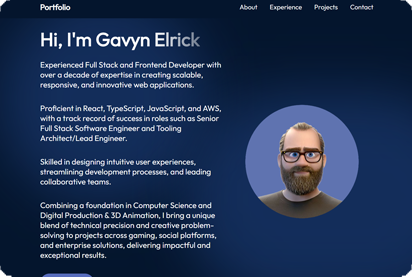 Portfolio
About Experience Projects Contact
Hi, I'm Gavyn Elrick
Experienced Full Stack and Frontend Developer with
over a decade of expertise in creating scalable,
responsive, and innovative web applications.
Proficient in React, TypeScript, JavaScript, and AWS,
with a track record of success in roles such as Senior
Full Stack Software Engineer and Tooling
Architect/Lead Engineer.
Skilled in designing intuitive user experiences,
streamlining development processes, and leading
collaborative teams.
Combining a foundation in Computer Science and
Digital Production & 3D Animation, I bring a unique
blend of technical precision and creative problem-
solving to projects across gaming, social platforms,
and enterprise solutions, delivering impactful and
exceptional results.